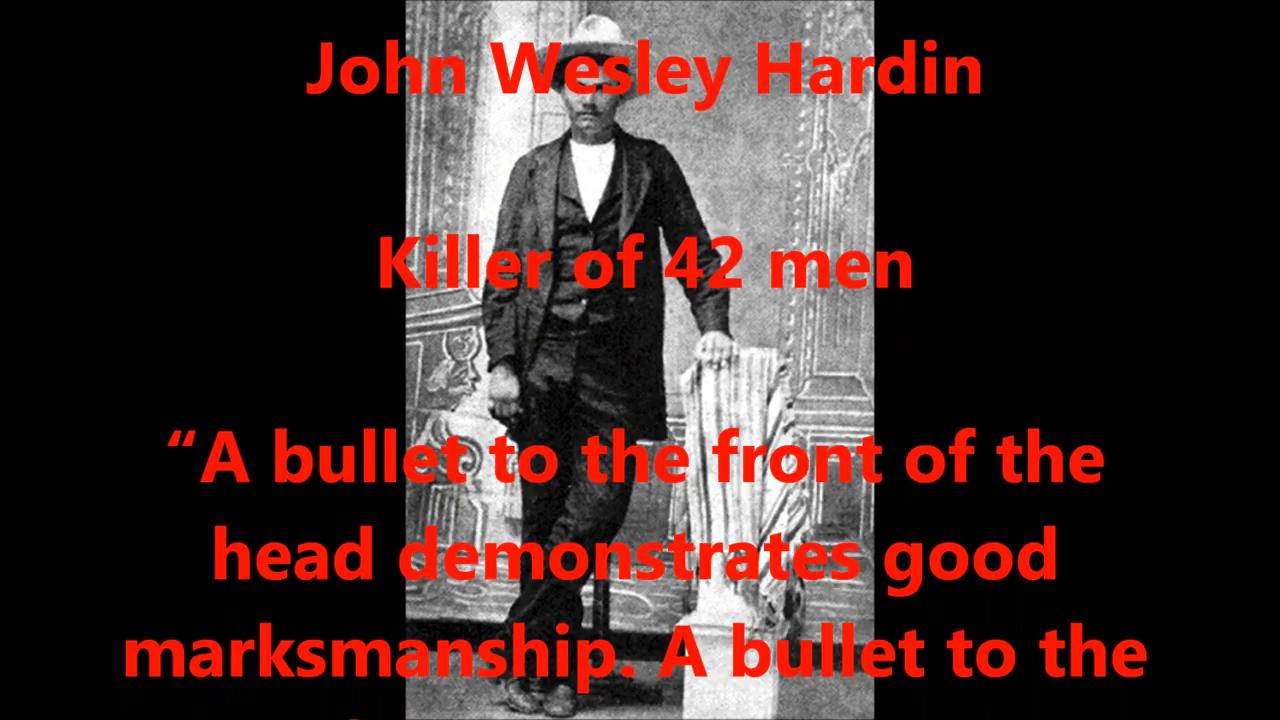 John Wesley Hardin
Killer of 42 men
“A bullet to the front of the
head demonstrates good
marksmanship. A bullet to the